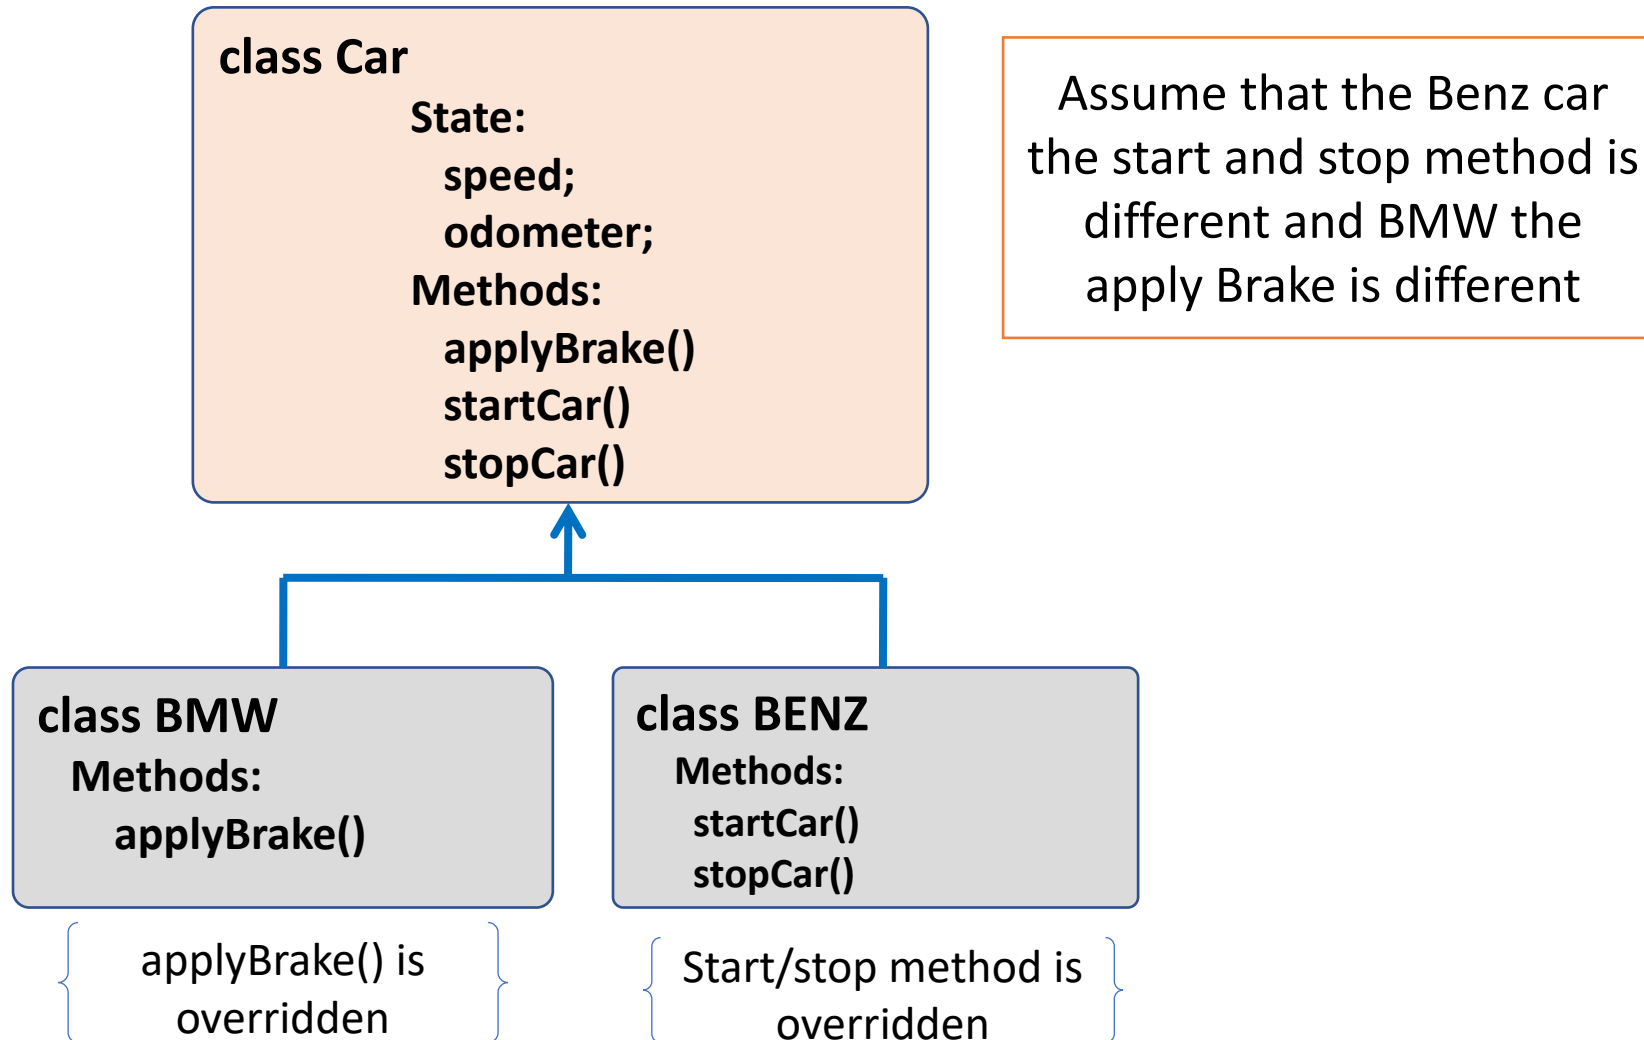 class Car
State:
speed;
odometer;
Methods:
applyBrake()
startCar()
stopCar()
Assume that the Benz car
the start and stop method is
different and BMW the
apply Brake is different
class BMW
Methods:
applyBrake()
class BENZ
Methods:
startCar()
stopCar()
applyBrake() is
overridden
Start/stop method is
overridden